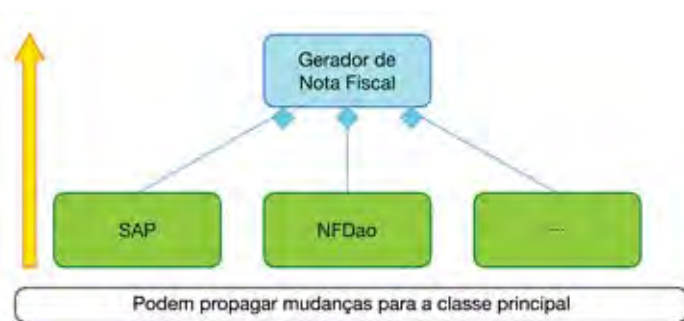 Gerador de
Nota Fiscal
SAP
NFDao
...
Podem propagar mudanças para a classe principal